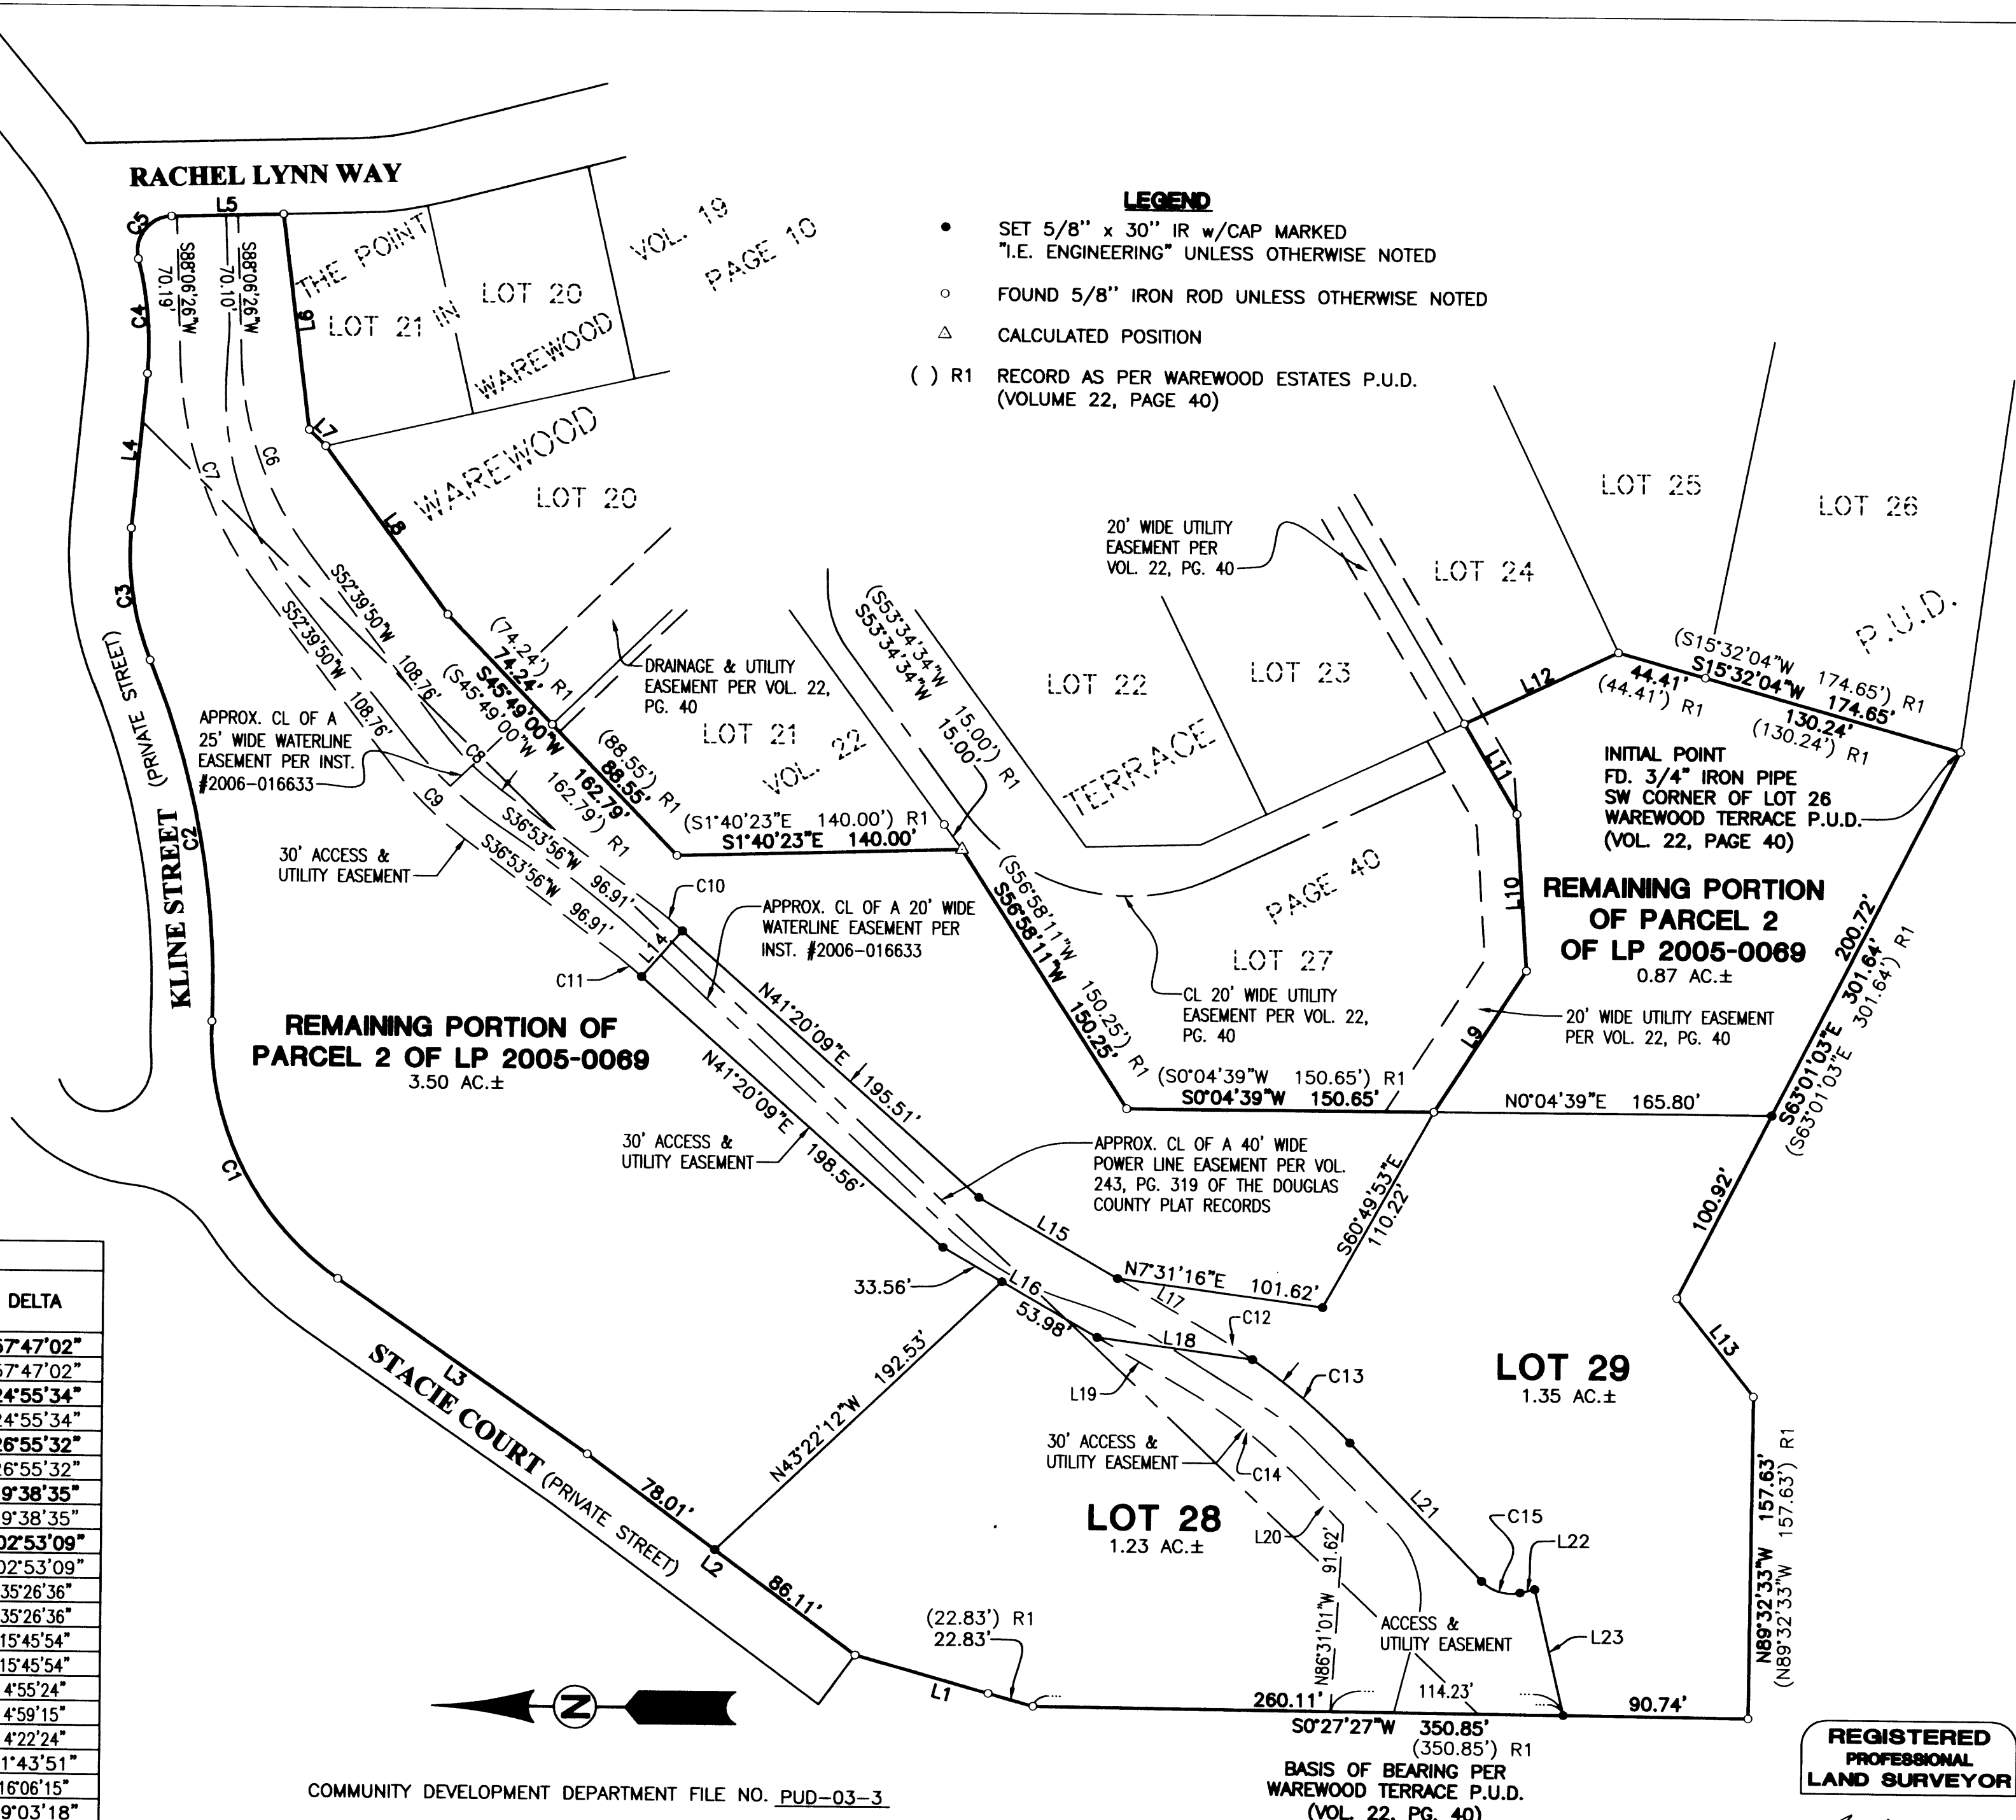 RACHEL LYNN WAY
L5
C5
S88°06'26"W
70.19'
S88°06'26"W
70.10'
C4
L6
L7
L4
C7
C6
L8
C3
THE POINT
LOT 21 IN
LOT 20
WAREWOOD
VOL. 19
PAGE 10
WAREWOOD
LOT 20
LEGEND
SET 5/8" x 30" IR w/CAP MARKED
"I.E. ENGINEERING" UNLESS OTHERWISE NOTED
FOUND 5/8" IRON ROD UNLESS OTHERWISE NOTED
CALCULATED POSITION
( ) R1 RECORD AS PER WAREWOOD ESTATES P.U.D.
(VOLUME 22, PAGE 40)
S52°39'50"W 108.76'
S52°39'50"W 108.76'
(74.24') R1
74.24'
S45°49'00"W 162.79'
(S45°49'00"W 162.79') R1
(88.55') R1
88.55'
DRAINAGE & UTILITY
EASEMENT PER VOL. 22,
PG. 40
LOT 21
VOL. 22
(S53°34'34"W 15.00') R1
S53°34'34"W 15.00'
20' WIDE UTILITY
EASEMENT PER
VOL. 22, PG. 40
LOT 22
LOT 23
LOT 24
LOT 25
LOT 26
TERRACE
P.U.D.
L12
(S15°32'04"W 174.65') R1
S15°32'04"W 174.65'
44.41'
(44.41') R1
130.24'
(130.24') R1
INITIAL POINT
FD. 3/4" IRON PIPE
SW CORNER OF LOT 26
WAREWOOD TERRACE P.U.D.
(VOL. 22, PAGE 40)
L11
L10
L9
APPROX. CL OF A
25' WIDE WATERLINE
EASEMENT PER INST.
#2006-016633
C8
C9
KLINE STREET (PRIVATE STREET)
C2
30' ACCESS &
UTILITY EASEMENT
S36°53'56"W 96.91'
S36°53'56"W 96.91'
(S1°40'23"E 140.00') R1
S1°40'23"E 140.00'
C10
L14
C11
APPROX. CL OF A 20' WIDE
WATERLINE EASEMENT PER
INST. #2006-016633
(S56°58'11"W 150.25') R1
S56°58'11"W 150.25'
PAGE 40
LOT 27
CL 20' WIDE UTILITY
EASEMENT PER VOL. 22,
PG. 40
REMAINING PORTION
OF PARCEL 2
OF LP 2005-0069
0.87 AC.±
20' WIDE UTILITY EASEMENT
PER VOL. 22, PG. 40
200.72'
S63°01'03"E 301.64'
(S63°01'03"E 301.64') R1
REMAINING PORTION OF
PARCEL 2 OF LP 2005-0069
3.50 AC.±
N41°20'09"E 195.51'
N41°20'09"E 198.56'
30' ACCESS &
UTILITY EASEMENT
(S0°04'39"W 150.65') R1
S0°04'39"W 150.65'
N0°04'39"E 165.80'
APPROX. CL OF A 40' WIDE
POWER LINE EASEMENT PER VOL.
243, PG. 319 OF THE DOUGLAS
COUNTY PLAT RECORDS
C1
S60°49'53"E
110.22'
100.92'
L15
N7°31'16"E 101.62'
33.56'
L16
53.98'
L17
C12
L18
C13
L13
L3
STACIE COURT (PRIVATE STREET)
N43°22'12"W 192.53'
L19
LOT 29
1.35 AC.±
30' ACCESS &
UTILITY EASEMENT
C14
78.01'
L2
86.11'
LOT 28
1.23 AC.±
L20
L21
C15
L22
L23
N86°31'01"W 91.62'
ACCESS &
UTILITY EASEMENT
N89°32'33"W 157.63'
(N89°32'33"W 157.63') R1
(22.83') R1
22.83'
L1
260.11'
114.23'
90.74'
S0°27'27"W 350.85'
(350.85') R1
BASIS OF BEARING PER
WAREWOOD TERRACE P.U.D.
(VOL. 22, PG. 40)
N
COMMUNITY DEVELOPMENT DEPARTMENT FILE NO. PUD-03-3
REGISTERED
PROFESSIONAL
LAND SURVEYOR
DELTA
57°47'02"
57°47'02"
24°55'34"
24°55'34"
26°55'32"
26°55'32"
9°38'35"
9°38'35"
02°53'09"
02°53'09"
35°26'36"
35°26'36"
15°45'54"
15°45'54"
4°55'24"
4°59'15"
4°22'24"
1°43'51"
16°06'15"
9°03'18"